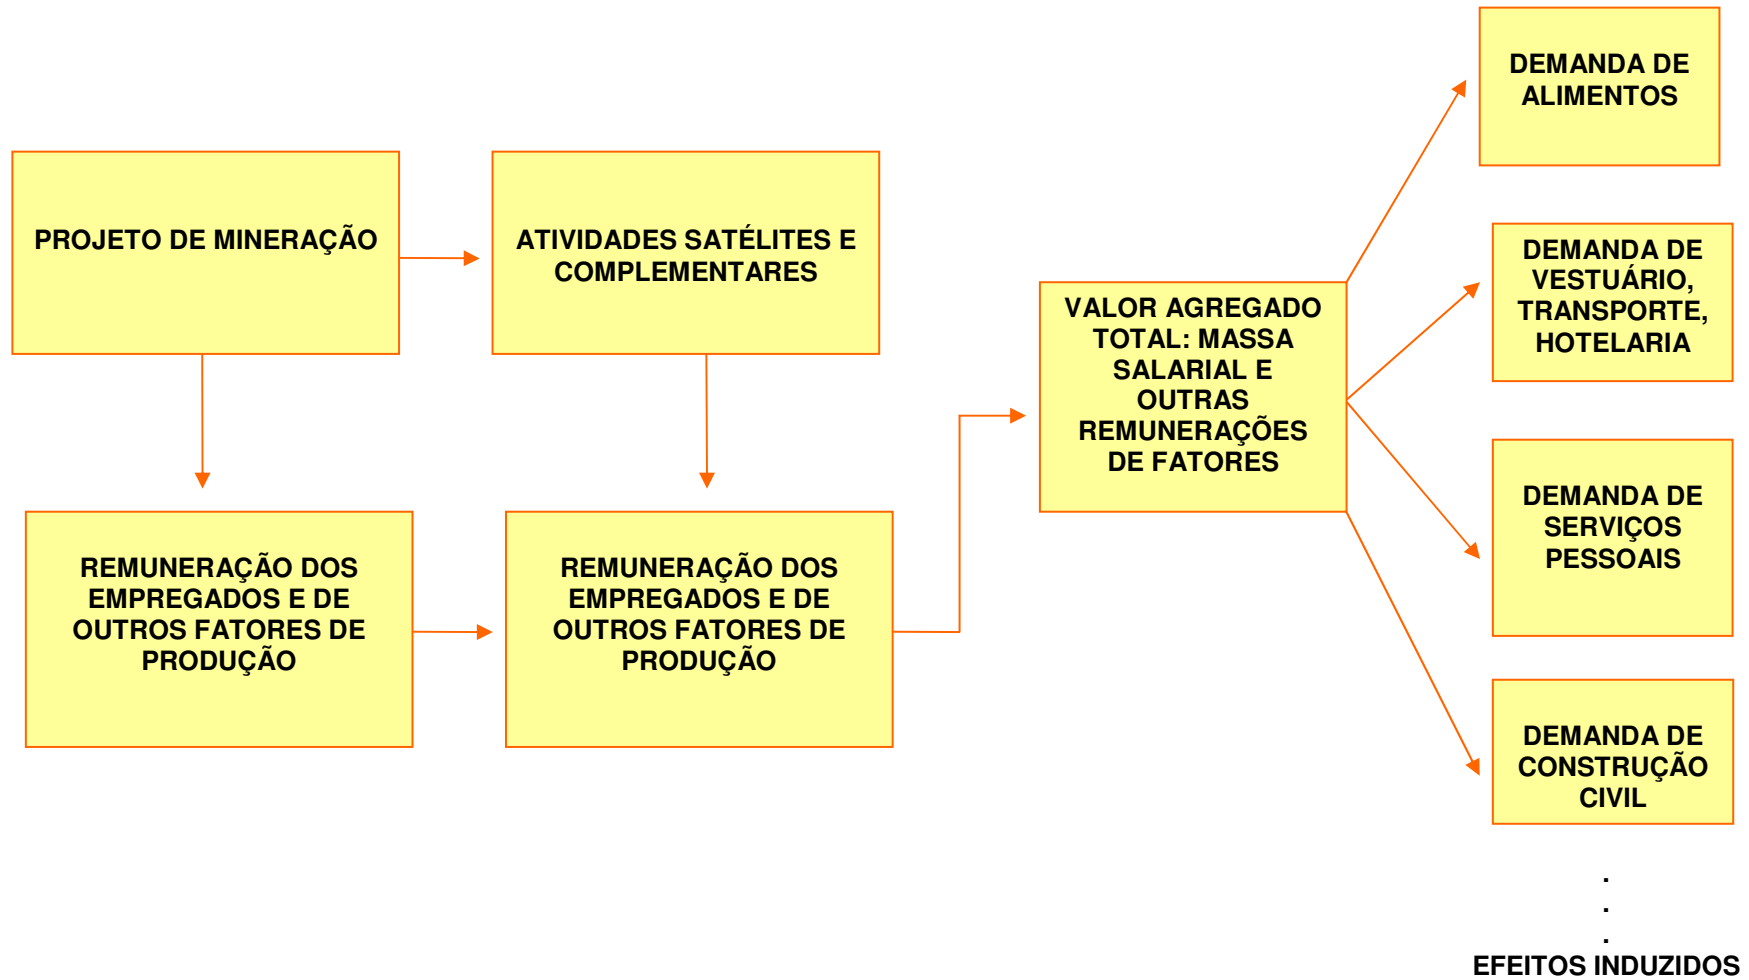 PROJETO DE MINERAÇÃO
ATIVIDADES SATÉLITES E
COMPLEMENTARES
REMUNERAÇÃO DOS
EMPREGADOS E DE
OUTROS FATORES DE
PRODUÇÃO
REMUNERAÇÃO DOS
EMPREGADOS E DE
OUTROS FATORES DE
PRODUÇÃO
VALOR AGREGADO
TOTAL: MASSA
SALARIAL E
OUTRAS
REMUNERAÇÕES
DE FATORES
DEMANDA DE
ALIMENTOS
DEMANDA DE
VESTUÁRIO,
TRANSPORTE,
HOTELARIA
DEMANDA DE
SERVIÇOS
PESSOAIS
DEMANDA DE
CONSTRUÇÃO
CIVIL
.
.
.
EFEITOS INDUZIDOS